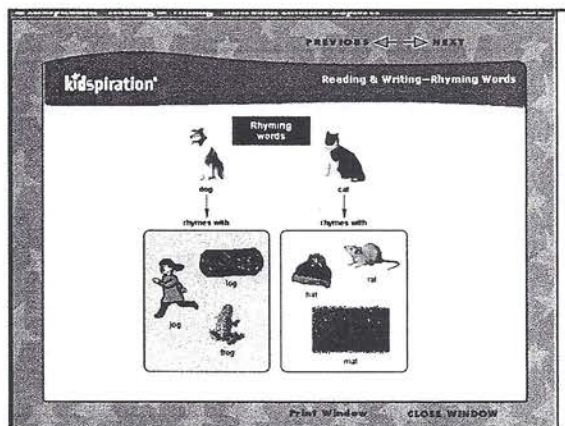 PREVIOUS NEXT
kidspiration®
Reading & Writing—Rhyming Words
Rhyming words
dog
cat
rhymes with
rhymes with
jog
log
frog
hat
rat
mat
Print Window
CLOSE WINDOW